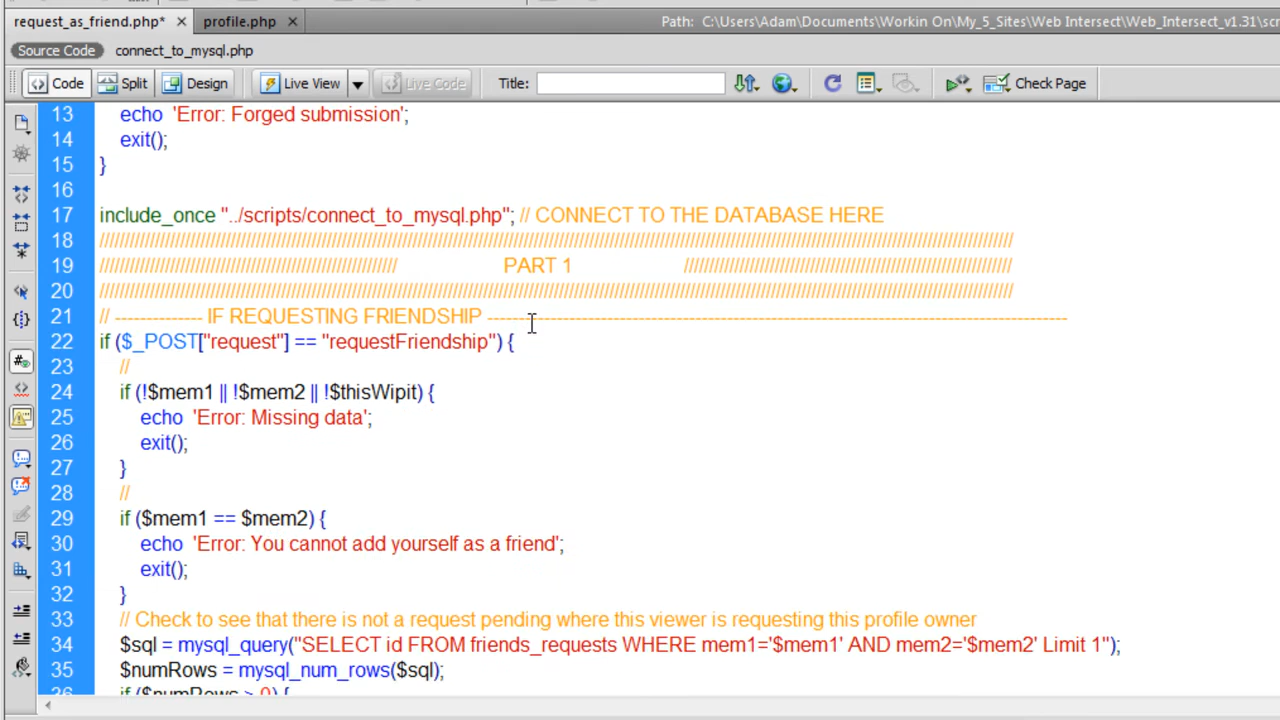 request_as_friend.php* × profile.php × Path: C:\Users\Adam\Documents\Workin On\My_5_Sites\Web Intersect\Web_Intersect_v1.31\scr
Source Code connect_to_mysql.php
Code Split Design Live View Live Code Title: Check Page
13 echo 'Error: Forged submission';
14 exit();
15 }
16
17 include_once "../scripts/connect_to_mysql.php"; // CONNECT TO THE DATABASE HERE
18 ////////////////////////////////////////////////////////////////////////////////////////////////////////////////////////////////////////////////////////////////
19 //////////////////////////////////////////////////// PART 1 //////////////////////////////////////////////////////////
20 ////////////////////////////////////////////////////////////////////////////////////////////////////////////////////////////////////////////////////////////////
21 // -------------- IF REQUESTING FRIENDSHIP --------------------------------------------------------------------------------------------
22 if ($_POST["request"] == "requestFriendship") {
23 //
24 if (!$mem1 || !$mem2 || !$thisWipit) {
25 echo 'Error: Missing data';
26 exit();
27 }
28 //
29 if ($mem1 == $mem2) {
30 echo 'Error: You cannot add yourself as a friend';
31 exit();
32 }
33 // Check to see that there is not a request pending where this viewer is requesting this profile owner
34 $sql = mysql_query("SELECT id FROM friends_requests WHERE mem1='$mem1' AND mem2='$mem2' Limit 1");
35 $numRows = mysql_num_rows($sql);
36 if ($numRows > 0) {